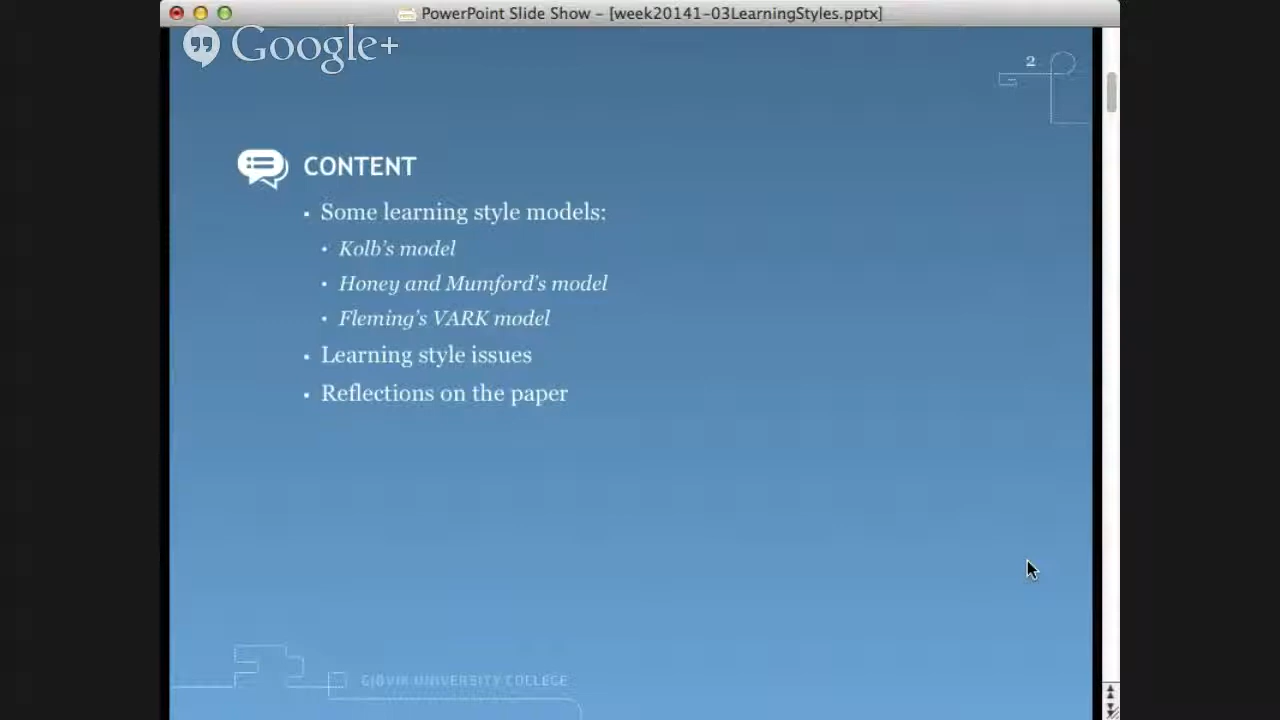 PowerPoint Slide Show – [week20141-03LearningStyles.pptx]
Google+
2
CONTENT
Some learning style models:
Kolb's model
Honey and Mumford's model
Fleming's VARK model
Learning style issues
Reflections on the paper
GJØVIK UNIVERSITY COLLEGE